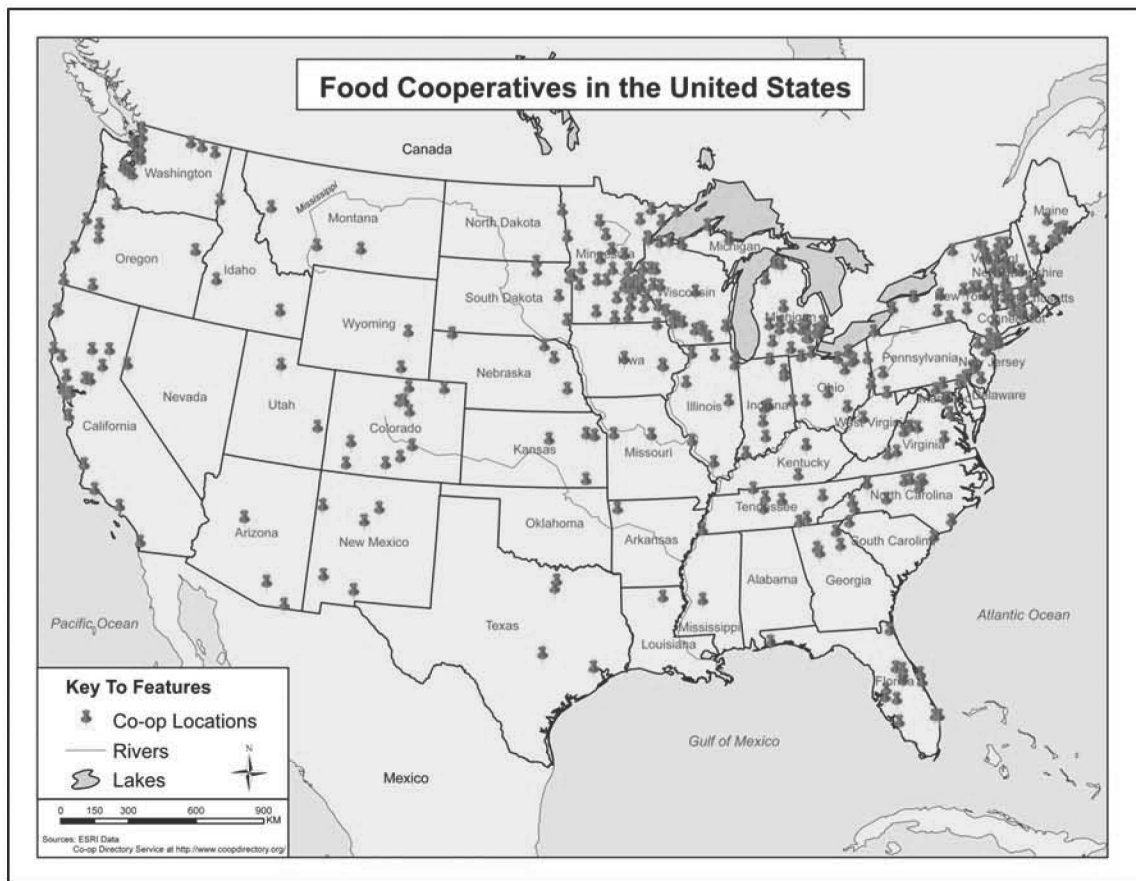 Food Cooperatives in the United States
Canada
Washington
Mississippi
Montana
North Dakota
Minnesota
Michigan
Maine
Vermont
New Hampshire
Oregon
Idaho
South Dakota
Wisconsin
Michigan
New York
Massachusetts
Connecticut
Wyoming
Iowa
Pennsylvania
New Jersey
Nebraska
Nevada
Utah
Colorado
Illinois
Indiana
Ohio
Maryland
Delaware
West Virginia
Virginia
California
Kansas
Missouri
Kentucky
Arizona
New Mexico
Oklahoma
Arkansas
Tennessee
North Carolina
South Carolina
Pacific Ocean
Texas
Louisiana
Mississippi
Alabama
Georgia
Atlantic Ocean
Florida
Gulf of Mexico
Mexico
Key To Features
Co-op Locations
Rivers
N
Lakes
0 150 300 600 900
KM
Sources: ESRI Data
Co-op Directory Service at http://www.coopdirectory.org/